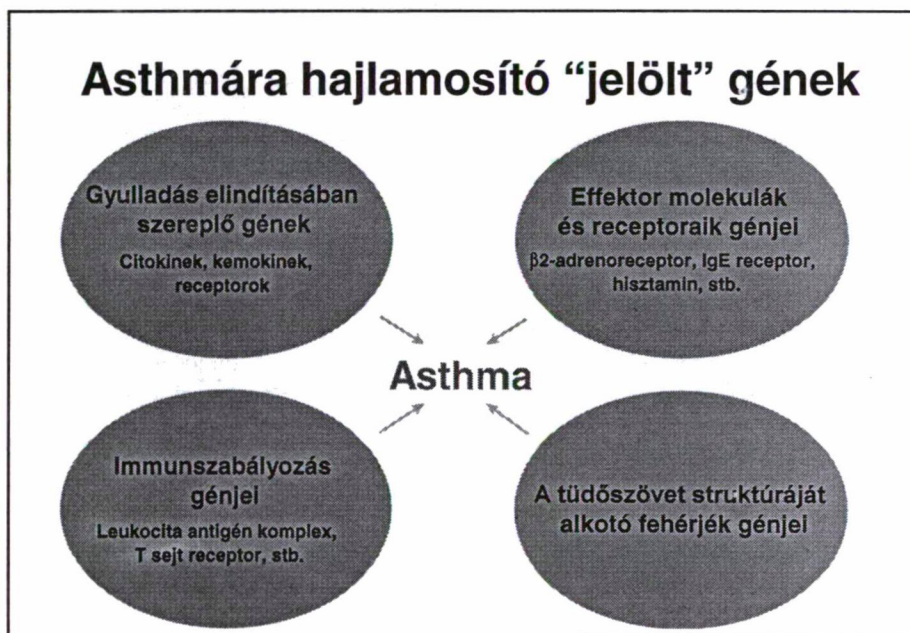 Asthmára hajlamosító “jelölt” gének
Gyulladás elindításában
szereplő gének
Citokinek, kemokinek,
receptorok
Effektor molekulák
és receptoraik génjei
β2-adrenoreceptor, IgE receptor,
hisztamin, stb.
Asthma
Immunszabályozás
génjei
Leukocita antigén komplex,
T sejt receptor, stb.
A tüdőszövet struktúráját
alkotó fehérjék génjei